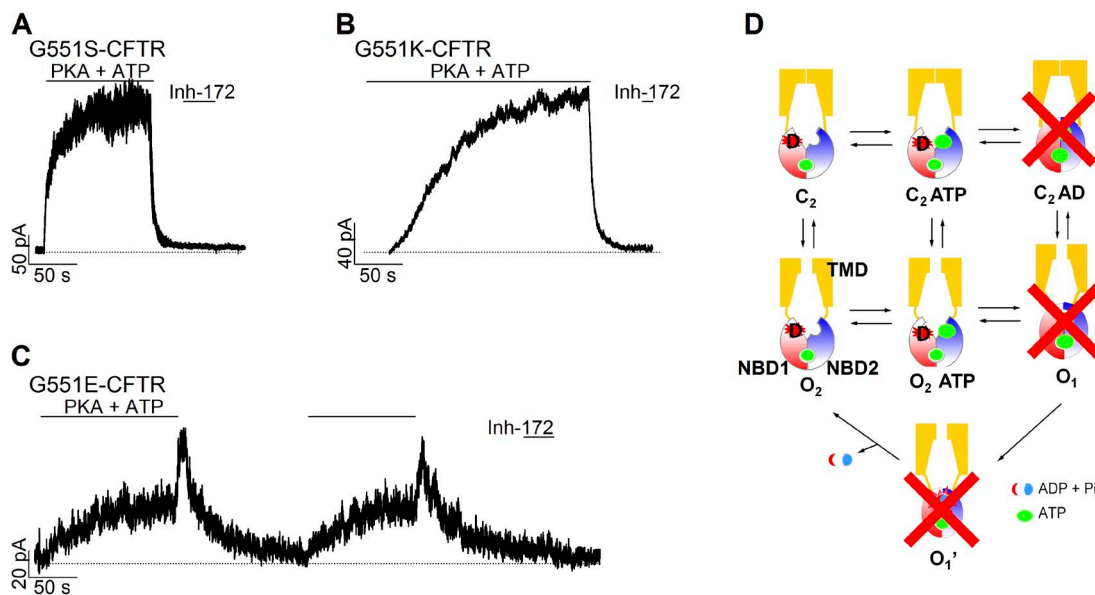 A
G551S-CFTR
PKA + ATP
Inh-172
50 pA
50 s
B
G551K-CFTR
PKA + ATP
Inh-172
40 pA
50 s
C
G551E-CFTR
PKA + ATP
Inh-172
20 pA
50 s
D
D
D
C2
C2 ATP
C2 AD
TMD
D
D
NBD1
NBD2
O2
O2 ATP
O1
ADP + Pi
ATP
O1’